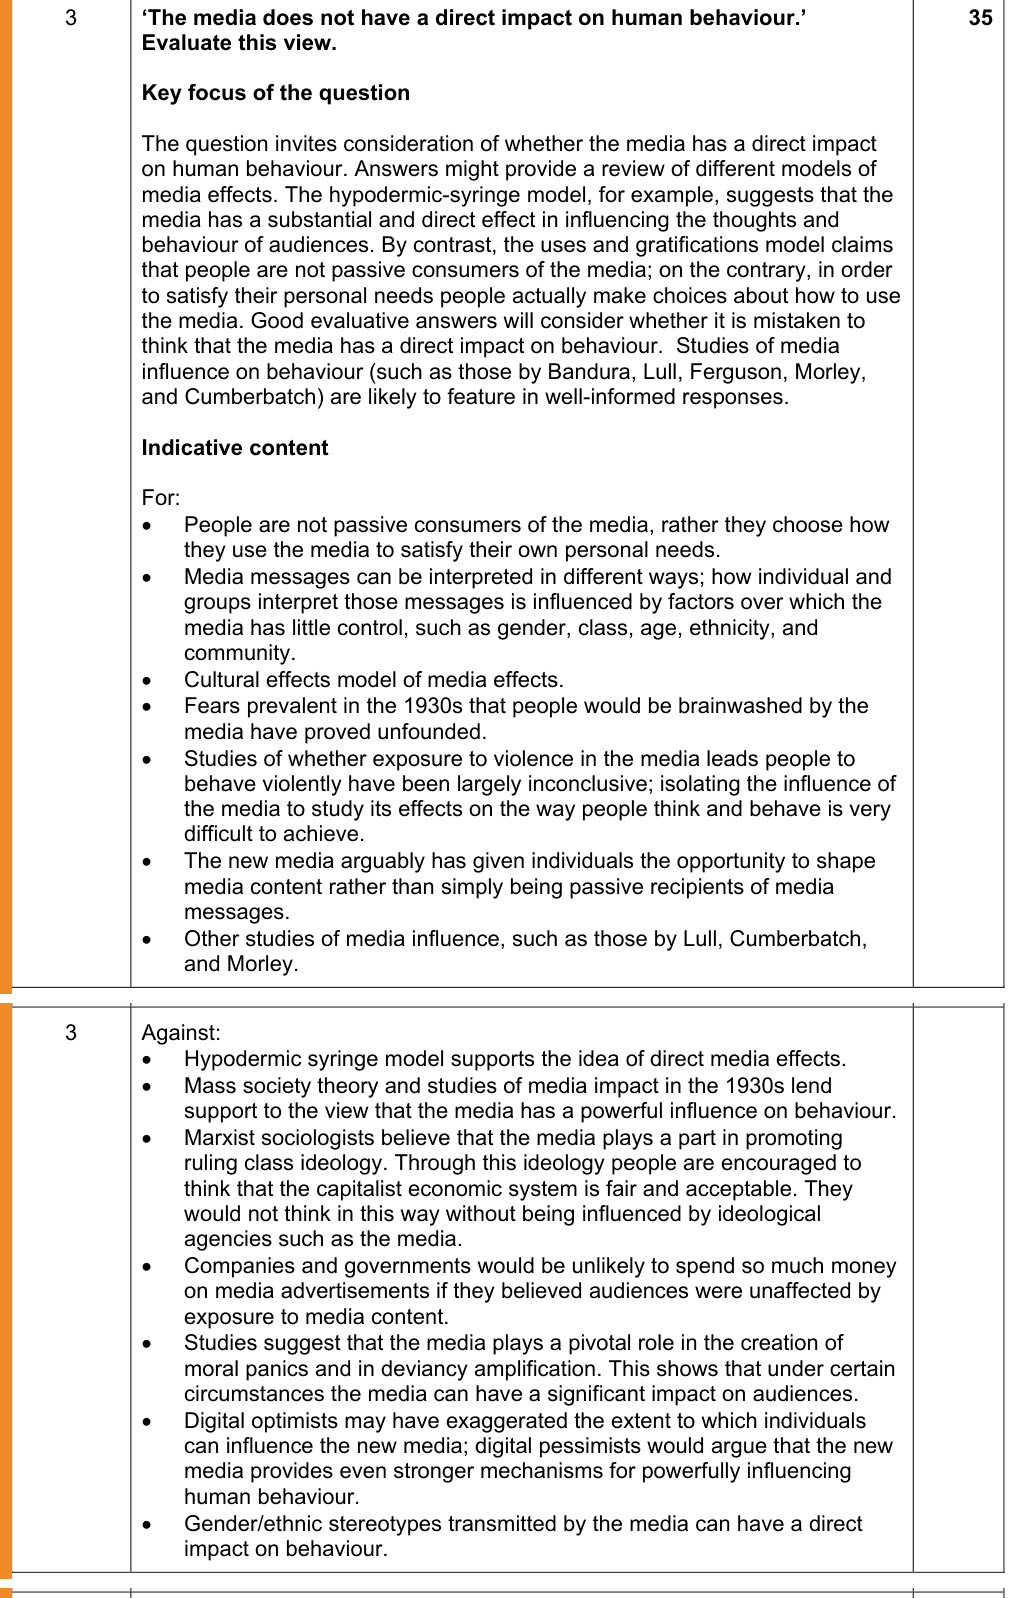 3 ‘The media does not have a direct impact on human behaviour.’ 35
Evaluate this view.
Key focus of the question
The question invites consideration of whether the media has a direct impact
on human behaviour. Answers might provide a review of different models of
media effects. The hypodermic-syringe model, for example, suggests that the
media has a substantial and direct effect in influencing the thoughts and
behaviour of audiences. By contrast, the uses and gratifications model claims
that people are not passive consumers of the media; on the contrary, in order
to satisfy their personal needs people actually make choices about how to use
the media. Good evaluative answers will consider whether it is mistaken to
think that the media has a direct impact on behaviour.  Studies of media
influence on behaviour (such as those by Bandura, Lull, Ferguson, Morley,
and Cumberbatch) are likely to feature in well-informed responses.
Indicative content
For:
• People are not passive consumers of the media, rather they choose how
they use the media to satisfy their own personal needs.
• Media messages can be interpreted in different ways; how individual and
groups interpret those messages is influenced by factors over which the
media has little control, such as gender, class, age, ethnicity, and
community.
• Cultural effects model of media effects.
• Fears prevalent in the 1930s that people would be brainwashed by the
media have proved unfounded.
• Studies of whether exposure to violence in the media leads people to
behave violently have been largely inconclusive; isolating the influence of
the media to study its effects on the way people think and behave is very
difficult to achieve.
• The new media arguably has given individuals the opportunity to shape
media content rather than simply being passive recipients of media
messages.
• Other studies of media influence, such as those by Lull, Cumberbatch,
and Morley.
3 Against:
• Hypodermic syringe model supports the idea of direct media effects.
• Mass society theory and studies of media impact in the 1930s lend
support to the view that the media has a powerful influence on behaviour.
• Marxist sociologists believe that the media plays a part in promoting
ruling class ideology. Through this ideology people are encouraged to
think that the capitalist economic system is fair and acceptable. They
would not think in this way without being influenced by ideological
agencies such as the media.
• Companies and governments would be unlikely to spend so much money
on media advertisements if they believed audiences were unaffected by
exposure to media content.
• Studies suggest that the media plays a pivotal role in the creation of
moral panics and in deviancy amplification. This shows that under certain
circumstances the media can have a significant impact on audiences.
• Digital optimists may have exaggerated the extent to which individuals
can influence the new media; digital pessimists would argue that the new
media provides even stronger mechanisms for powerfully influencing
human behaviour.
• Gender/ethnic stereotypes transmitted by the media can have a direct
impact on behaviour.